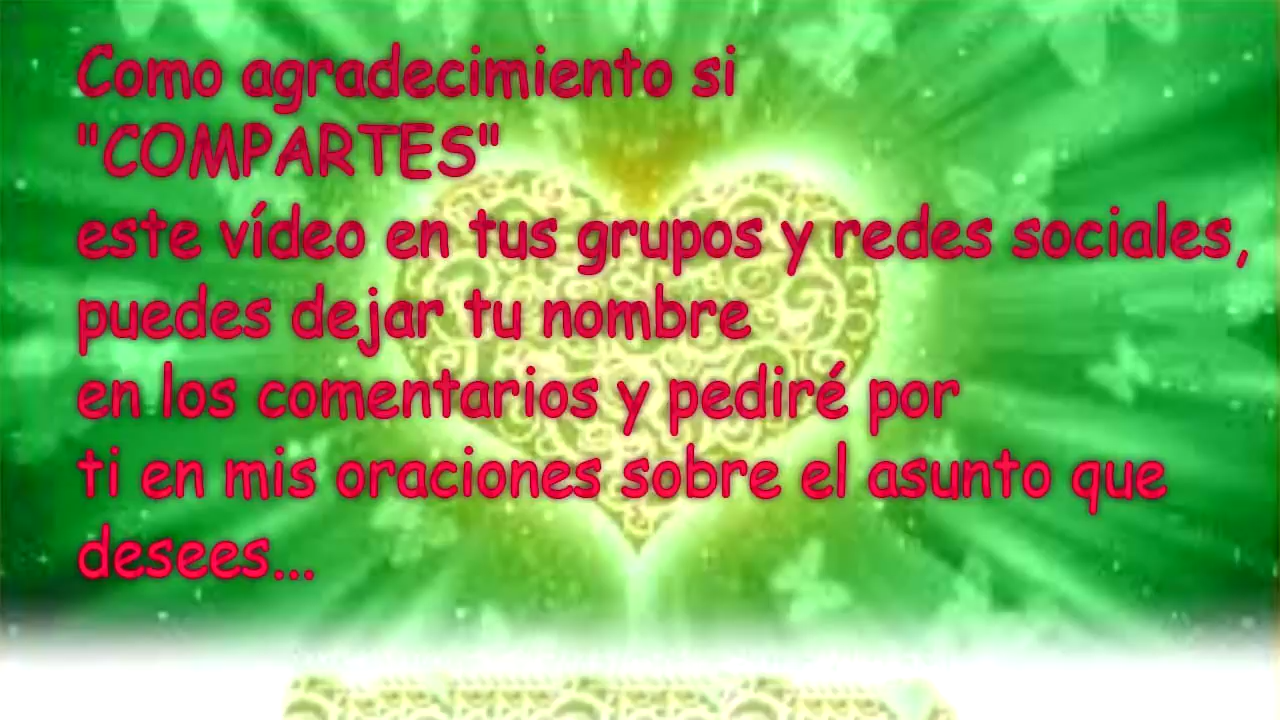 Como agradecimiento si
"COMPARTES"
este vídeo en tus grupos y redes sociales,
puedes dejar tu nombre
en los comentarios y pediré por
ti en mis oraciones sobre el asunto que
desees...